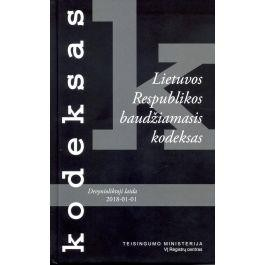 kodeksas
k
Lietuvos
Respublikos
baudžiamasis
kodeksas
Devynioliktoji laida
2018-01-01
TEISINGUMO MINISTERIJA
VĮ Registrų centras